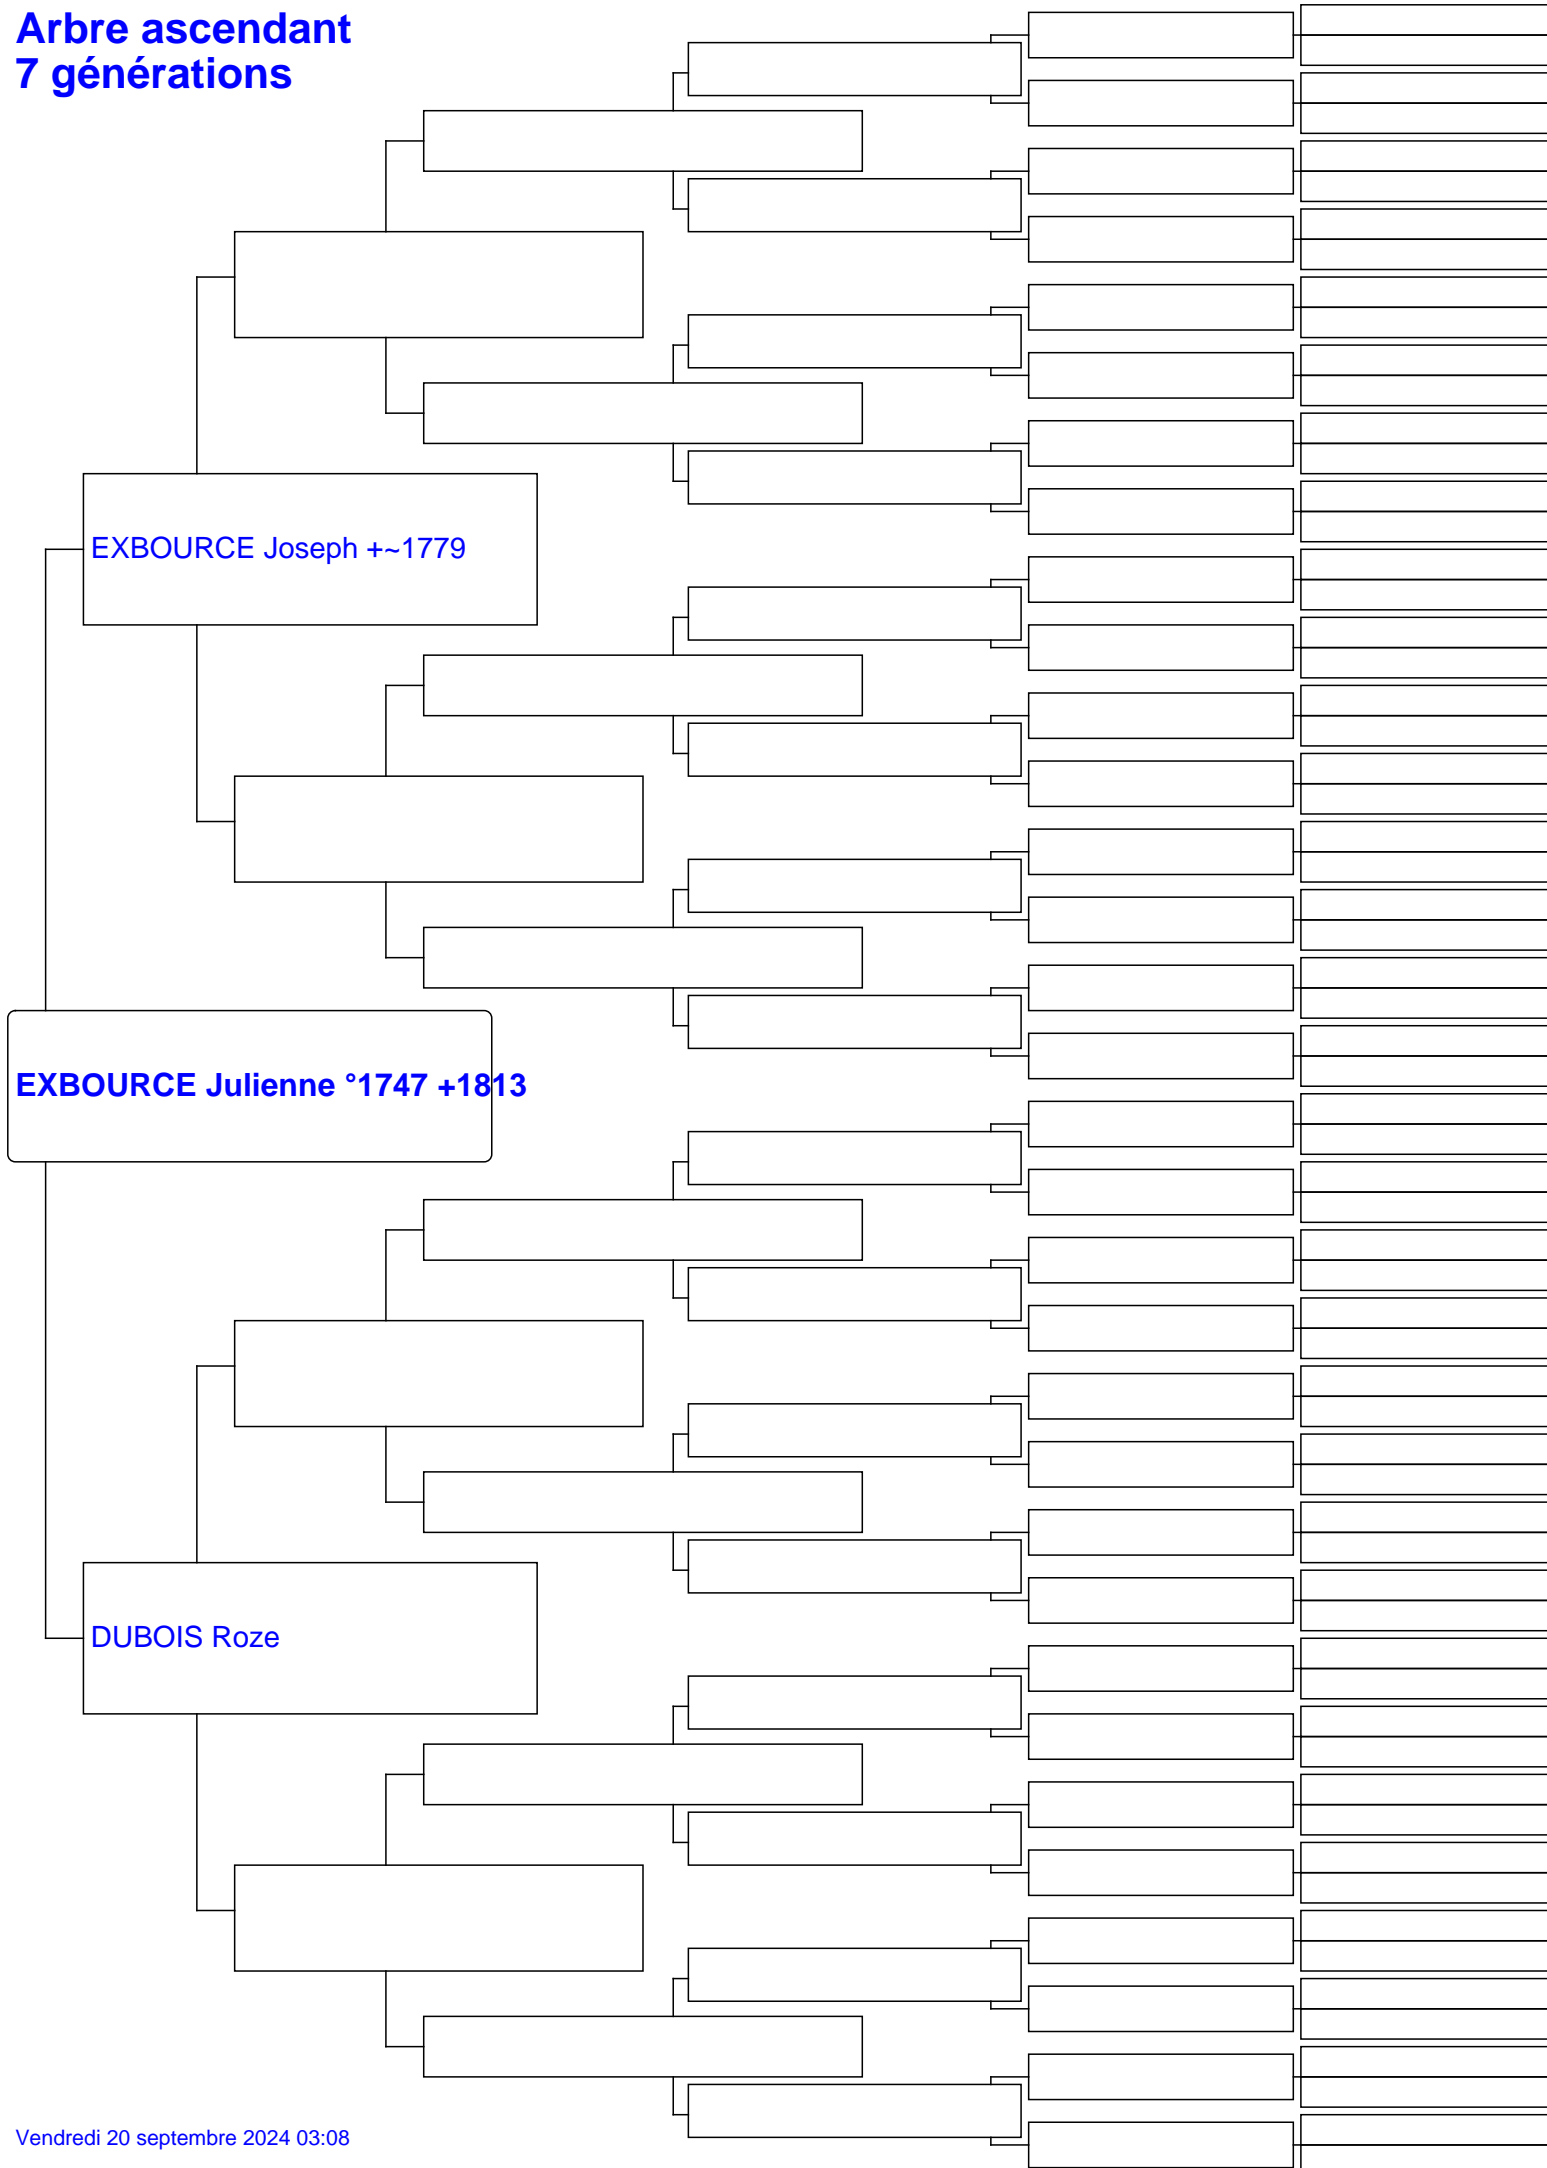 Arbre ascendant
7 générations
EXBOURCE Joseph +~1779
EXBOURCE Julienne °1747 +1813
DUBOIS Roze
Vendredi 20 septembre 2024 03:08